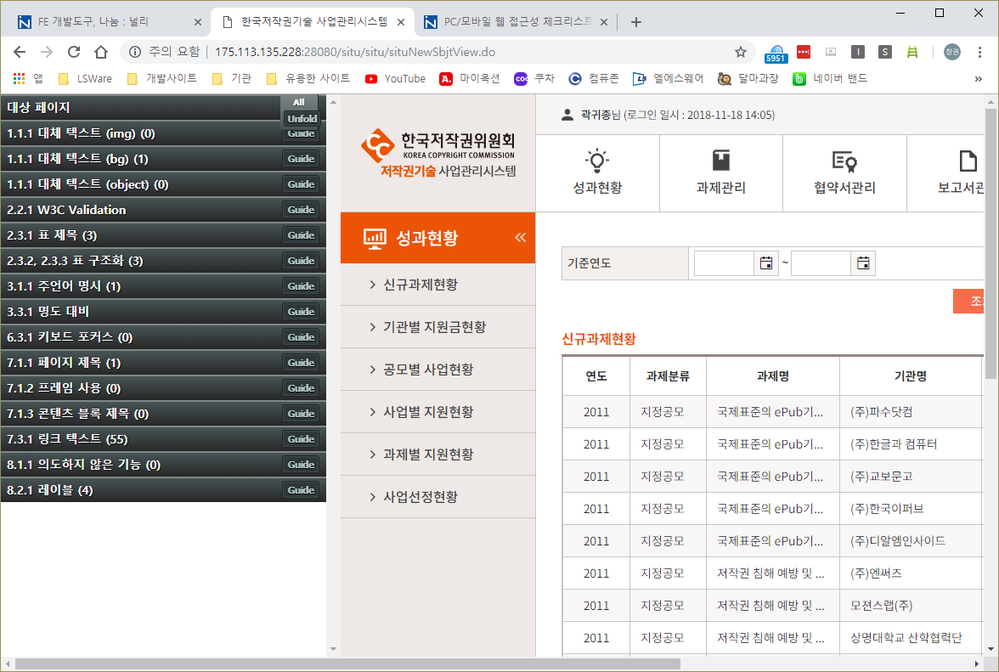 FE 개발도구, 나눔 : 널리
한국저작권기술 사업관리시스템
PC/모바일 웹 접근성 체크리스트
주의 요함
175.113.135.228:28080/situ/situ/situNewSbjtView.do
5951
I
S
창권
앱
LSWare
개발사이트
기관
유용한 사이트
YouTube
마이옥션
쿠차
컴퓨존
엘에스웨어
달마과장
네이버 밴드
대상 페이지
All
Unfold
1.1.1 대체 텍스트 (img) (0)
Guide
1.1.1 대체 텍스트 (bg) (1)
Guide
1.1.1 대체 텍스트 (object) (0)
Guide
2.2.1 W3C Validation
Guide
2.3.1 표 제목 (3)
Guide
2.3.2, 2.3.3 표 구조화 (3)
Guide
3.1.1 주언어 명시 (1)
Guide
3.3.1 명도 대비
Guide
6.3.1 키보드 포커스 (0)
Guide
7.1.1 페이지 제목 (1)
Guide
7.1.2 프레임 사용 (0)
Guide
7.1.3 콘텐츠 블록 제목 (0)
Guide
7.3.1 링크 텍스트 (55)
Guide
8.1.1 의도하지 않은 기능 (0)
Guide
8.2.1 레이블 (4)
Guide
한국저작권위원회
KOREA COPYRIGHT COMMISSION
저작권기술 사업관리시스템
성과현황
신규과제현황
기관별 지원금현황
공모별 사업현황
사업별 지원현황
과제별 지원현황
사업선정현황
곽귀종님 (로그인 일시 : 2018-11-18 14:05)
성과현황
과제관리
협약서관리
보고서관
기준연도
~
조
신규과제현황
연도 과제분류 과제명 기관명
2011 지정공모 국제표준의 ePub기... (주)파수닷컴
2011 지정공모 국제표준의 ePub기... (주)한글과 컴퓨터
2011 지정공모 국제표준의 ePub기... (주)교보문고
2011 지정공모 국제표준의 ePub기... (주)한국이퍼브
2011 지정공모 국제표준의 ePub기... (주)디알엠인사이드
2011 지정공모 저작권 침해 예방 및 ... (주)엔써즈
2011 지정공모 저작권 침해 예방 및 ... 모젼스랩(주)
2011 지정공모 저작권 침해 예방 및 ... 상명대학교 산학협력단